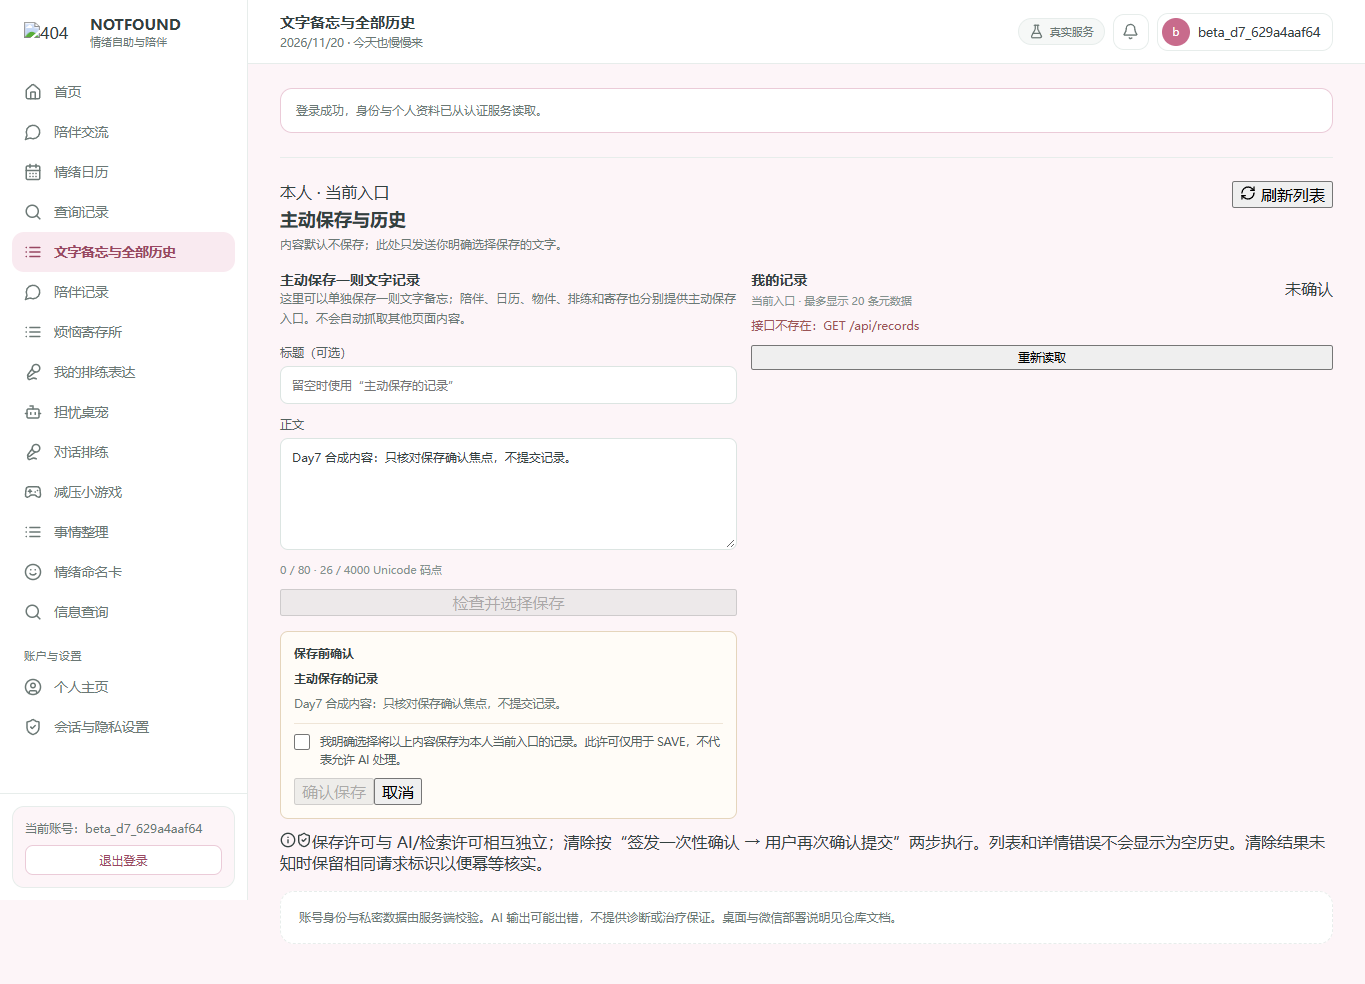 404
NOTFOUND
情绪自助与陪伴
首页
陪伴交流
情绪日历
查询记录
文字备忘与全部历史
陪伴记录
烦恼寄存所
我的排练表达
担忧桌宠
对话排练
减压小游戏
事情整理
情绪命名卡
信息查询
账户与设置
个人主页
会话与隐私设置
当前账号：beta_d7_629a4aaf64
退出登录
文字备忘与全部历史
2026/11/20 · 今天也慢慢来
真实服务
b
beta_d7_629a4aaf64
登录成功，身份与个人资料已从认证服务读取。
本人 · 当前入口
主动保存与历史
内容默认不保存；此处只发送你明确选择保存的文字。
刷新列表
主动保存一则文字记录
这里可以单独保存一则文字备忘；陪伴、日历、物件、排练和寄存也分别提供主动保存
入口。不会自动抓取其他页面内容。
标题（可选）
留空时使用“主动保存的记录”
正文
Day7 合成内容：只核对保存确认焦点，不提交记录。
0 / 80 · 26 / 4000 Unicode 码点
检查并选择保存
保存前确认
主动保存的记录
Day7 合成内容：只核对保存确认焦点，不提交记录。
我明确选择将以上内容保存为本人当前入口的记录。此许可仅用于 SAVE，不代
表允许 AI 处理。
确认保存
取消
我的记录
当前入口 · 最多显示 20 条元数据
未确认
接口不存在：GET /api/records
重新读取
保存许可与 AI/检索许可相互独立；清除按“签发一次性确认 → 用户再次确认提交”两步执行。列表和详情错误不会显示为空历史。清除结果未
知时保留相同请求标识以便幂等核实。
账号身份与私密数据由服务端校验。AI 输出可能出错，不提供诊断或治疗保证。桌面与微信部署说明见仓库文档。